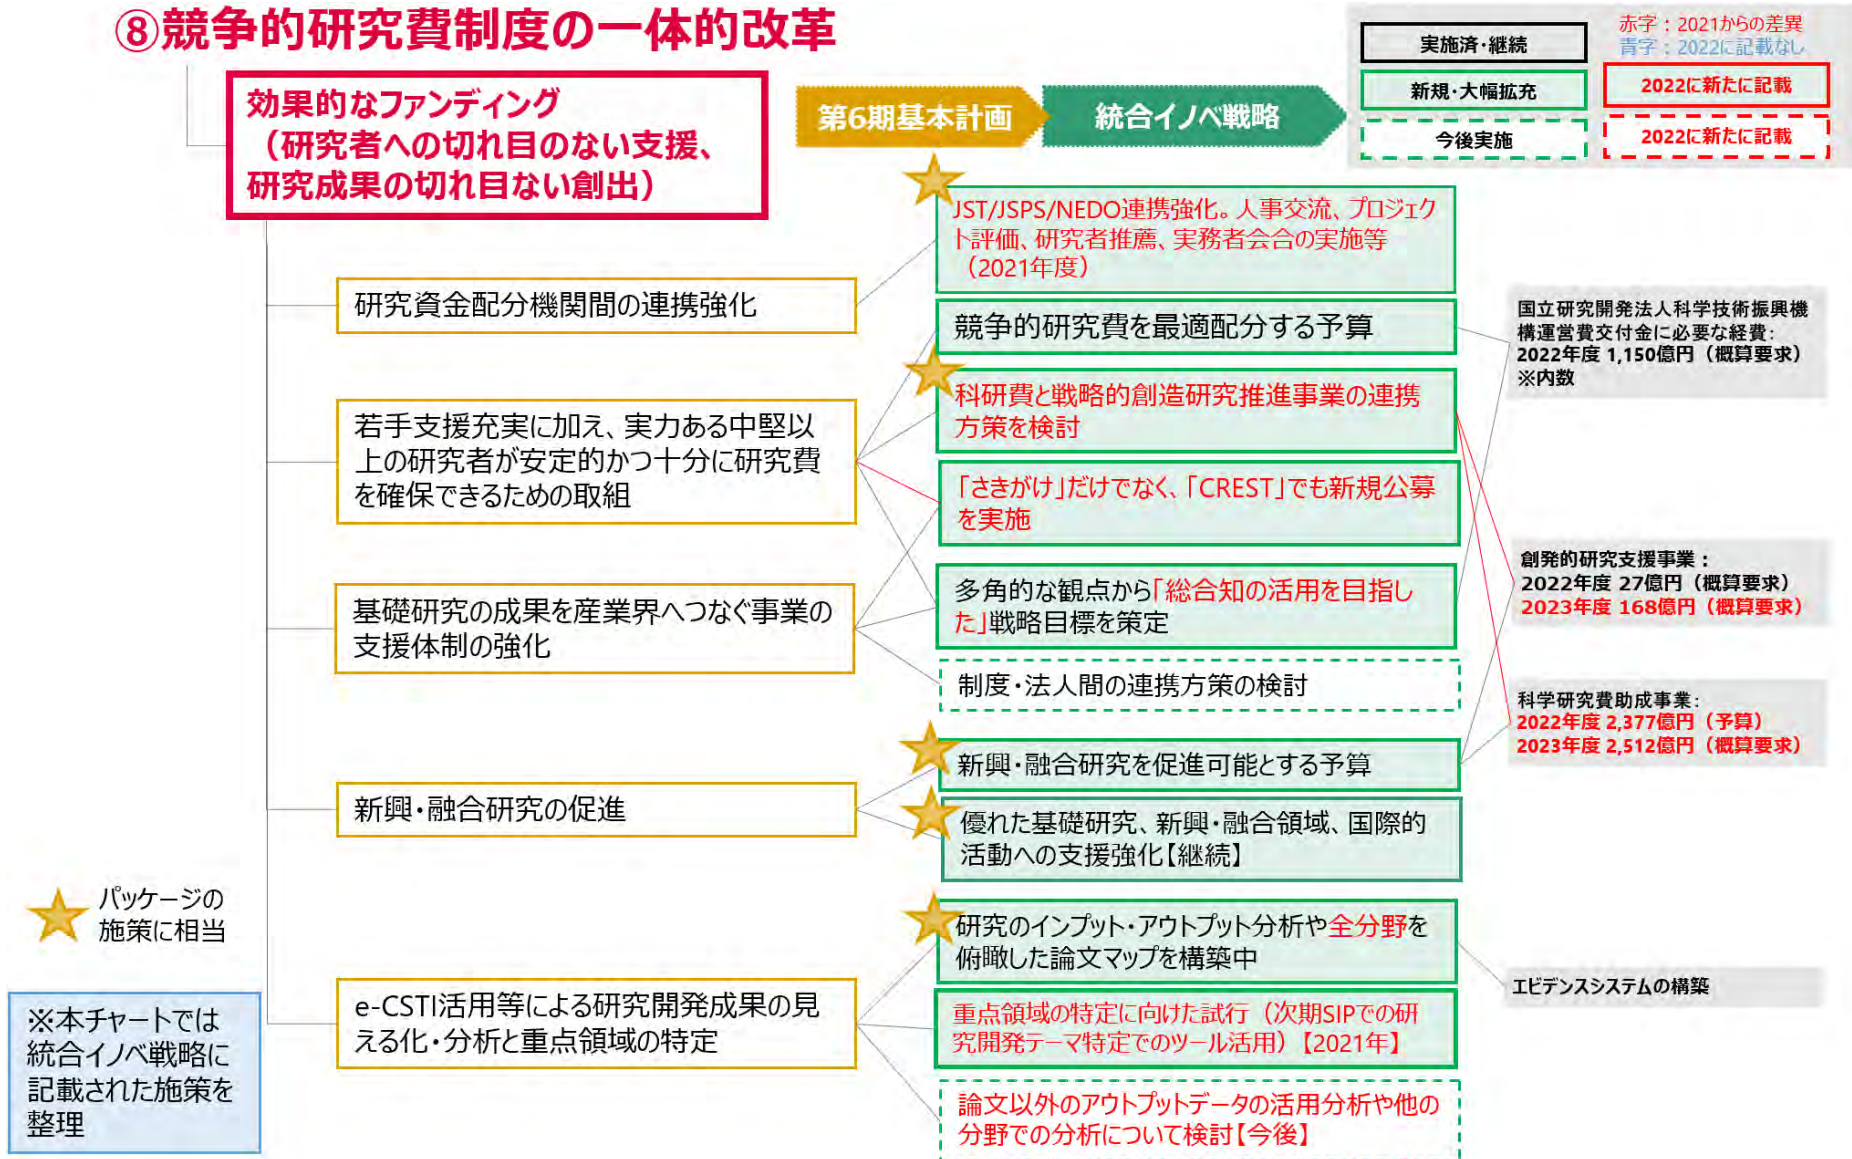 ⑧競争的研究費制度の一体的改革
効果的なファンディング
（研究者への切れ目のない支援、
研究成果の切れ目ない創出）
第6期基本計画
統合イノベ戦略
実施済・継続
新規・大幅拡充
今後実施
赤字：2021からの差異
青字：2022に記載なし
2022に新たに記載
2022に新たに記載
研究資金配分機関間の連携強化
若手支援充実に加え、実力ある中堅以
上の研究者が安定的かつ十分に研究費
を確保できるための取組
基礎研究の成果を産業界へつなぐ事業の
支援体制の強化
新興・融合研究の促進
e-CSTI活用等による研究開発成果の見
える化・分析と重点領域の特定
JST/JSPS/NEDO連携強化。人事交流、プロジェク
ト評価、研究者推薦、実務者会合の実施等
（2021年度）
競争的研究費を最適配分する予算
科研費と戦略的創造研究推進事業の連携
方策を検討
「さきがけ」だけでなく、「CREST」でも新規公募
を実施
多角的な観点から「総合知の活用を目指し
た」戦略目標を策定
制度・法人間の連携方策の検討
新興・融合研究を促進可能とする予算
優れた基礎研究、新興・融合領域、国際的
活動への支援強化【継続】
研究のインプット・アウトプット分析や全分野を
俯瞰した論文マップを構築中
重点領域の特定に向けた試行（次期SIPでの研
究開発テーマ特定でのツール活用）【2021年】
論文以外のアウトプットデータの活用分析や他の
分野での分析について検討【今後】
国立研究開発法人科学技術振興機
構運営費交付金に必要な経費：
2022年度 1,150億円（概算要求）
※内数
創発的研究支援事業：
2022年度 27億円（概算要求）
2023年度 168億円（概算要求）
科学研究費助成事業：
2022年度 2,377億円（予算）
2023年度 2,512億円（概算要求）
エビデンスシステムの構築
パッケージの
施策に相当
※本チャートでは
統合イノベ戦略に
記載された施策を
整理